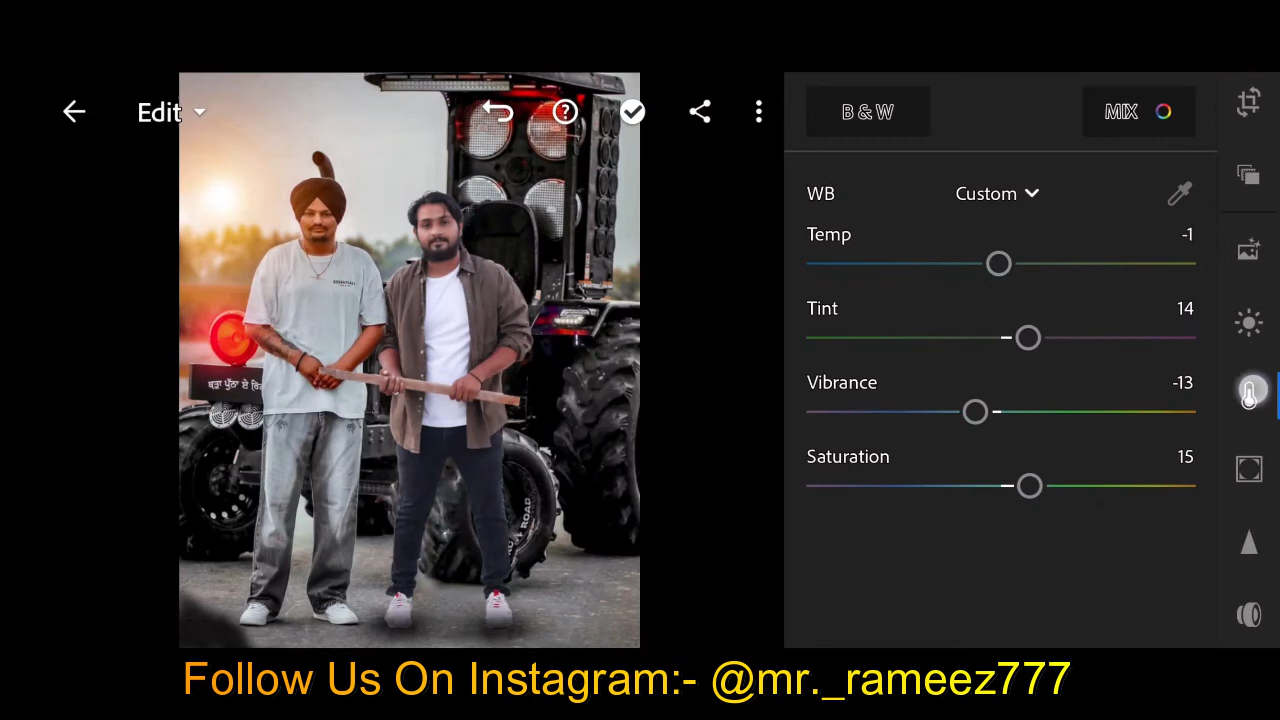 Edit
B & W
MIX
WB
Custom
Temp
-1
Tint
14
Vibrance
-13
Saturation
15
ESSENTIALS
ROAD
Follow Us On Instagram:- @mr._rameez777